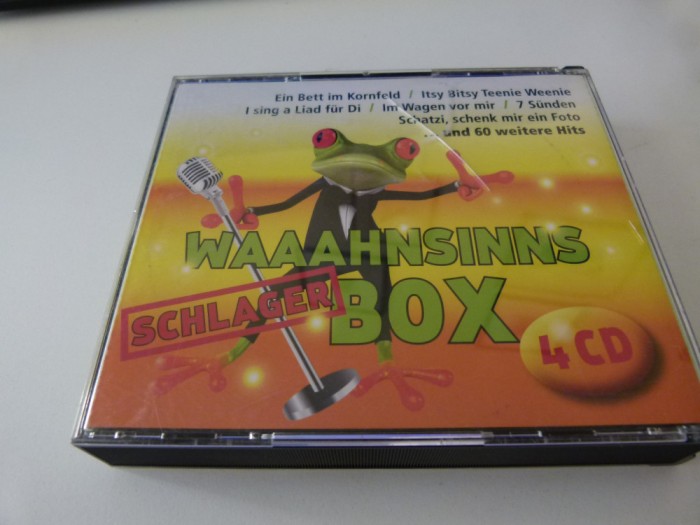 Ein Bett im Kornfeld / Itsy Bitsy Teenie Weenie
I sing a Liad für Di / Im Wagen vor mir / 7 Sünden
Schatzi, schenk mir ein Foto
... und 60 weitere Hits
WAAAHNSINNS
SCHLAGER
BOX
4 CD